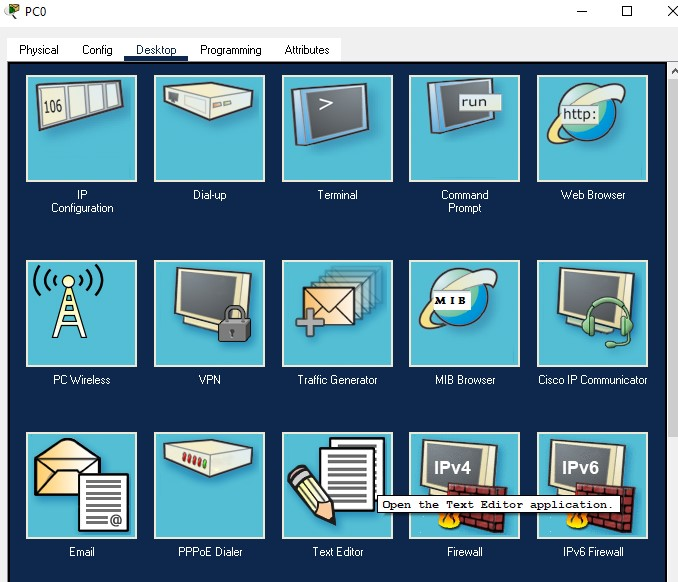 PC0
Physical Config Desktop Programming Attributes
106
>
run
http:
IP
Configuration
Dial-up
Terminal
Command
Prompt
Web Browser
MIB
PC Wireless
VPN
Traffic Generator
MIB Browser
Cisco IP Communicator
@
IPv4
IPv6
Open the Text Editor application.
Email
PPPoE Dialer
Text Editor
Firewall
IPv6 Firewall